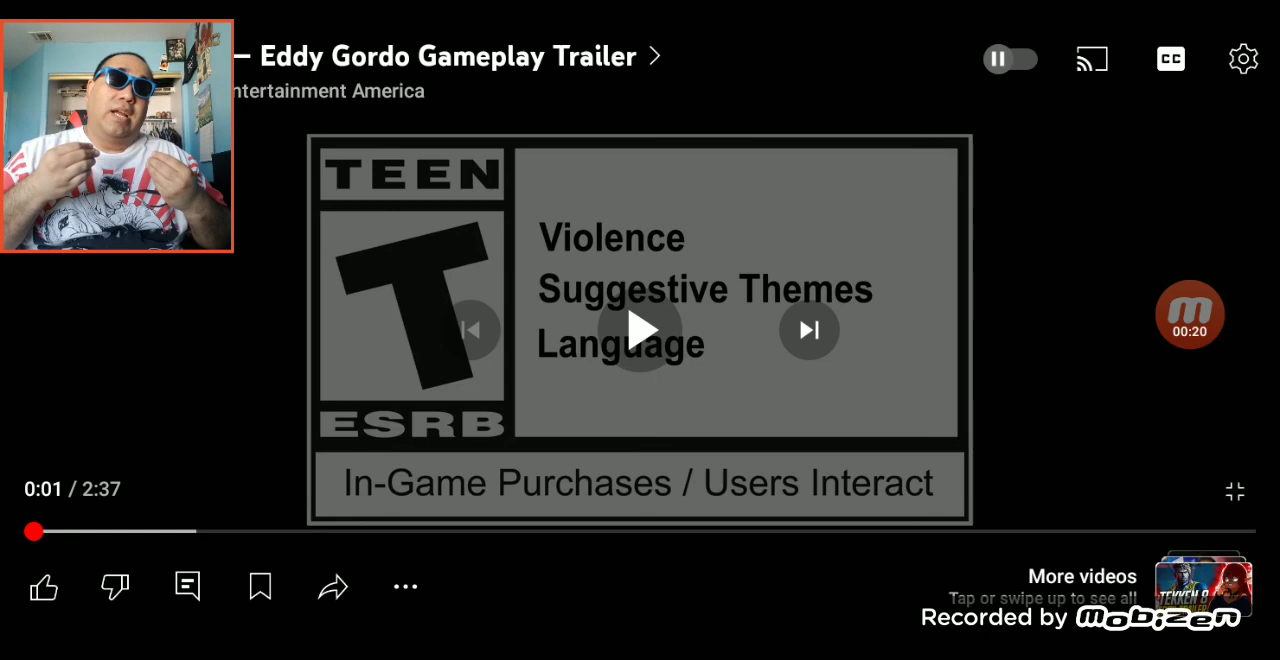 — Eddy Gordo Gameplay Trailer
ntertainment America
CC
TEEN
T
ESRB
Violence
Suggestive Themes
Language
In-Game Purchases / Users Interact
00:20
0:01 / 2:37
More videos
Tap or swipe up to see all
TEKKEN 8
Recorded by mobizen